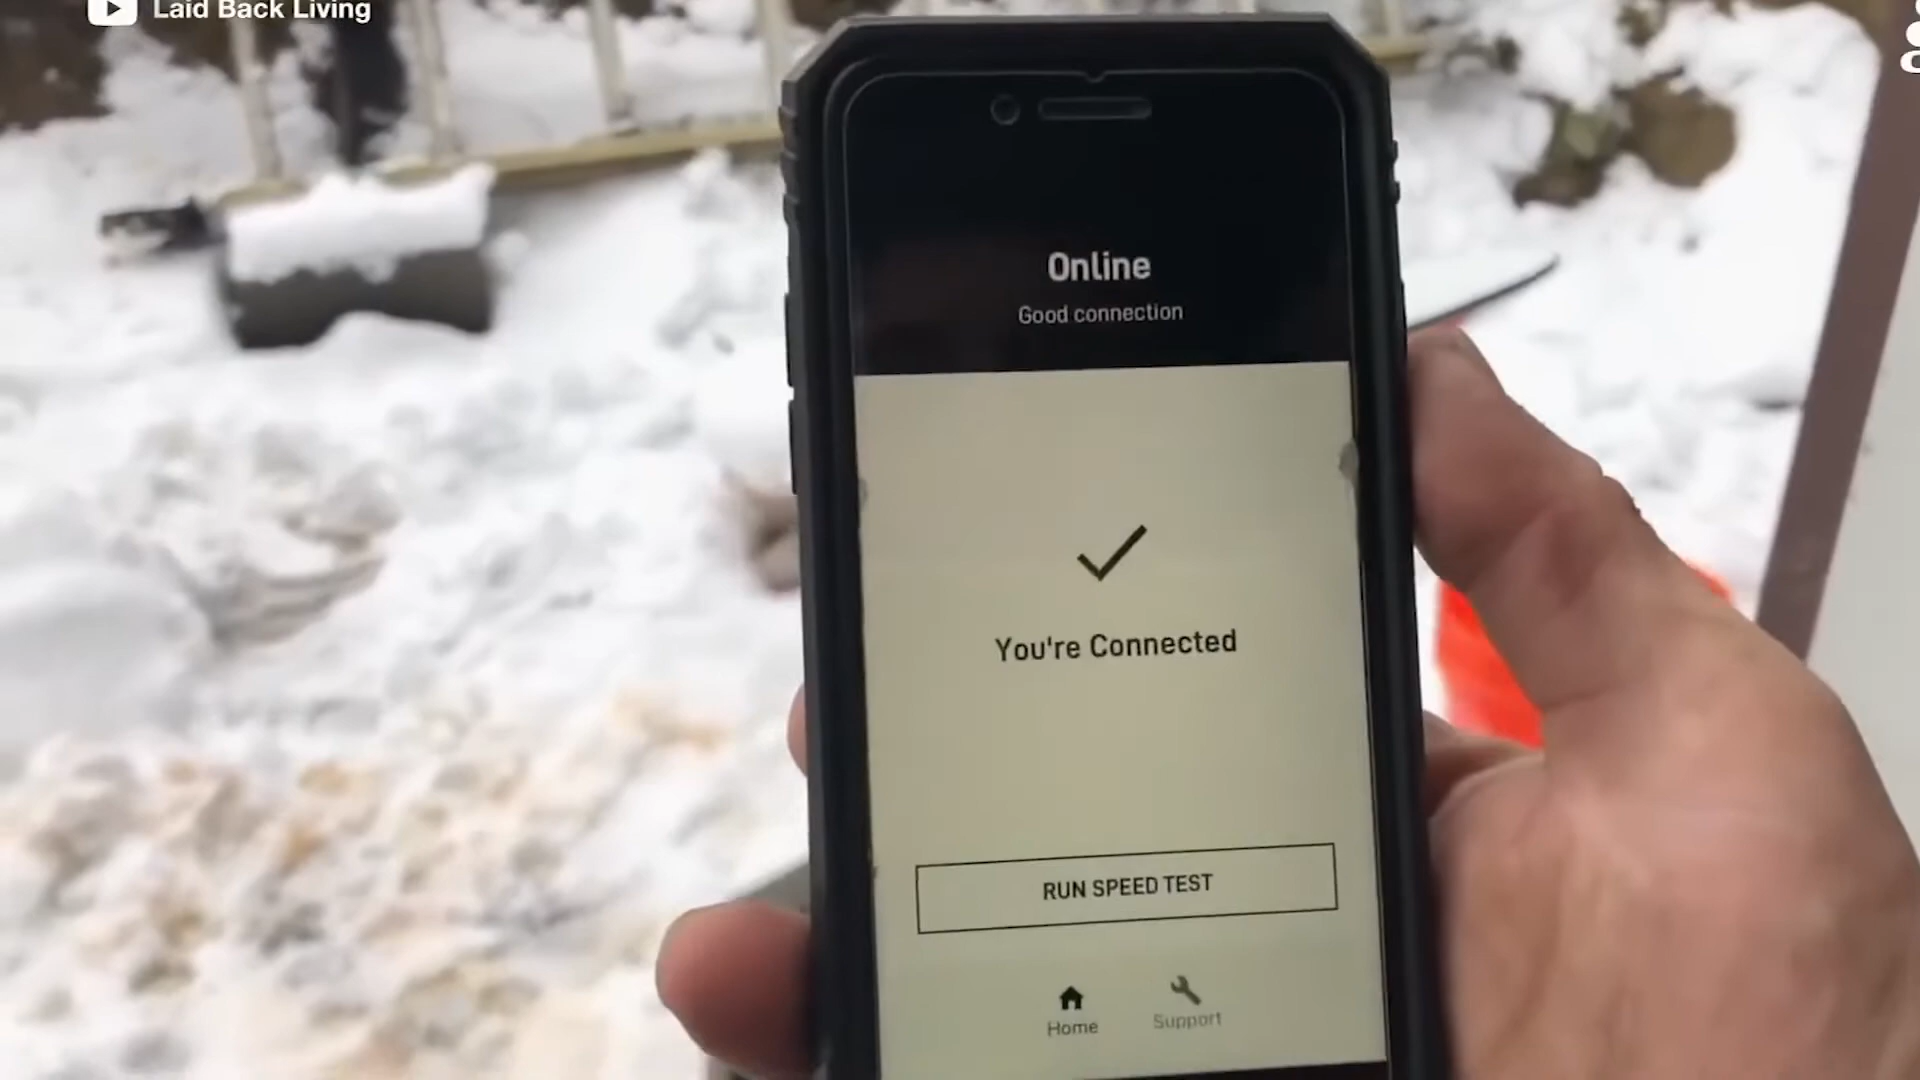 Laid Back Living
Online
Good connection
You're Connected
RUN SPEED TEST
Home
Support